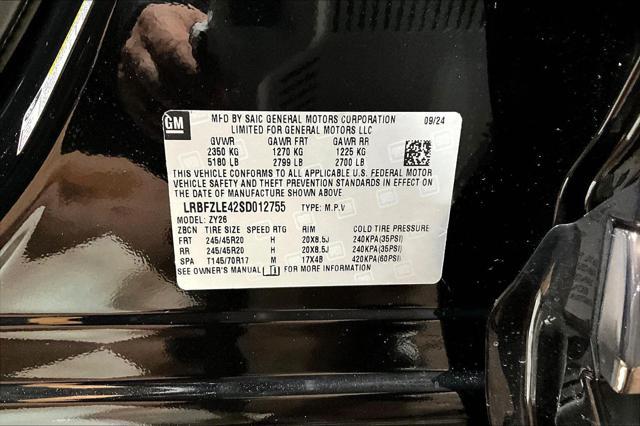 GM
MFD BY SAIC GENERAL MOTORS CORPORATION 09/24
LIMITED FOR GENERAL MOTORS LLC
GVWR GAWR FRT GAWR RR
2350 KG 1270 KG 1225 KG
5180 LB 2799 LB 2700 LB
THIS VEHICLE CONFORMS TO ALL APPLICABLE U.S. FEDERAL MOTOR
VEHICLE SAFETY AND THEFT PREVENTION STANDARDS IN EFFECT ON
THE DATE OF MANUFACTURE SHOWN ABOVE
LRBFZLE42SD012755 TYPE: M.P.V
MODEL: ZY26
ZBCN TIRE SIZE SPEED RTG RIM COLD TIRE PRESSURE
FRT 245/45R20 H 20X8.5J 240KPA(35PSI)
RR 245/45R20 H 20X8.5J 240KPA(35PSI)
SPA T145/70R17 M 17X4B 420KPA(60PSI)
SEE OWNER'S MANUAL FOR MORE INFORMATION